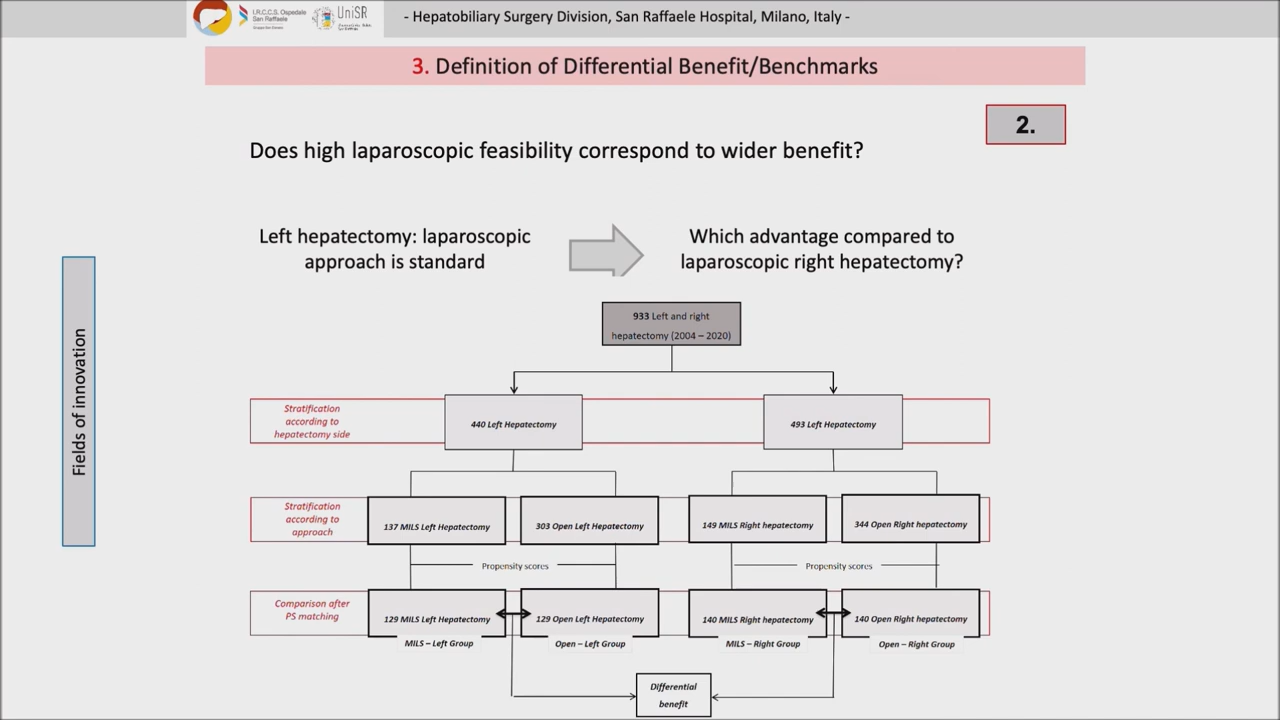 I.R.C.C.S. Ospedale
San Raffaele
UniSR
- Hepatobiliary Surgery Division, San Raffaele Hospital, Milano, Italy -
3. Definition of Differential Benefit/Benchmarks
2.
Does high laparoscopic feasibility correspond to wider benefit?
Left hepatectomy: laparoscopic
approach is standard
Which advantage compared to
laparoscopic right hepatectomy?
Fields of innovation
933 Left and right
hepatectomy (2004 – 2020)
Stratification
according to
hepatectomy side
440 Left Hepatectomy
493 Left Hepatectomy
Stratification
according to
approach
137 MILS Left Hepatectomy
303 Open Left Hepatectomy
149 MILS Right hepatectomy
344 Open Right hepatectomy
Propensity scores
Propensity scores
Comparison after
PS matching
129 MILS Left Hepatectomy
129 Open Left Hepatectomy
140 MILS Right hepatectomy
140 Open Right hepatectomy
MILS – Left Group
Open – Left Group
MILS – Right Group
Open – Right Group
Differential
benefit